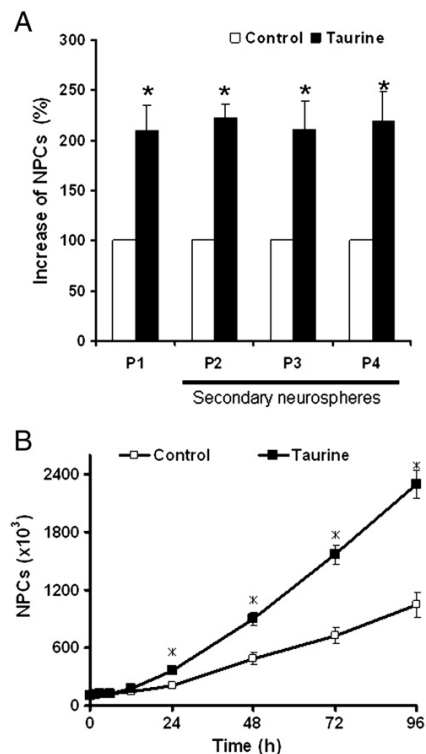 A
Control Taurine
Increase of NPCs (%)
300
250
200
150
100
50
0
* * * *
P1 P2 P3 P4
Secondary neurospheres
B
Control Taurine
NPCs (x10³)
2400
1800
1200
600
0
* * * *
0 24 48 72 96
Time (h)